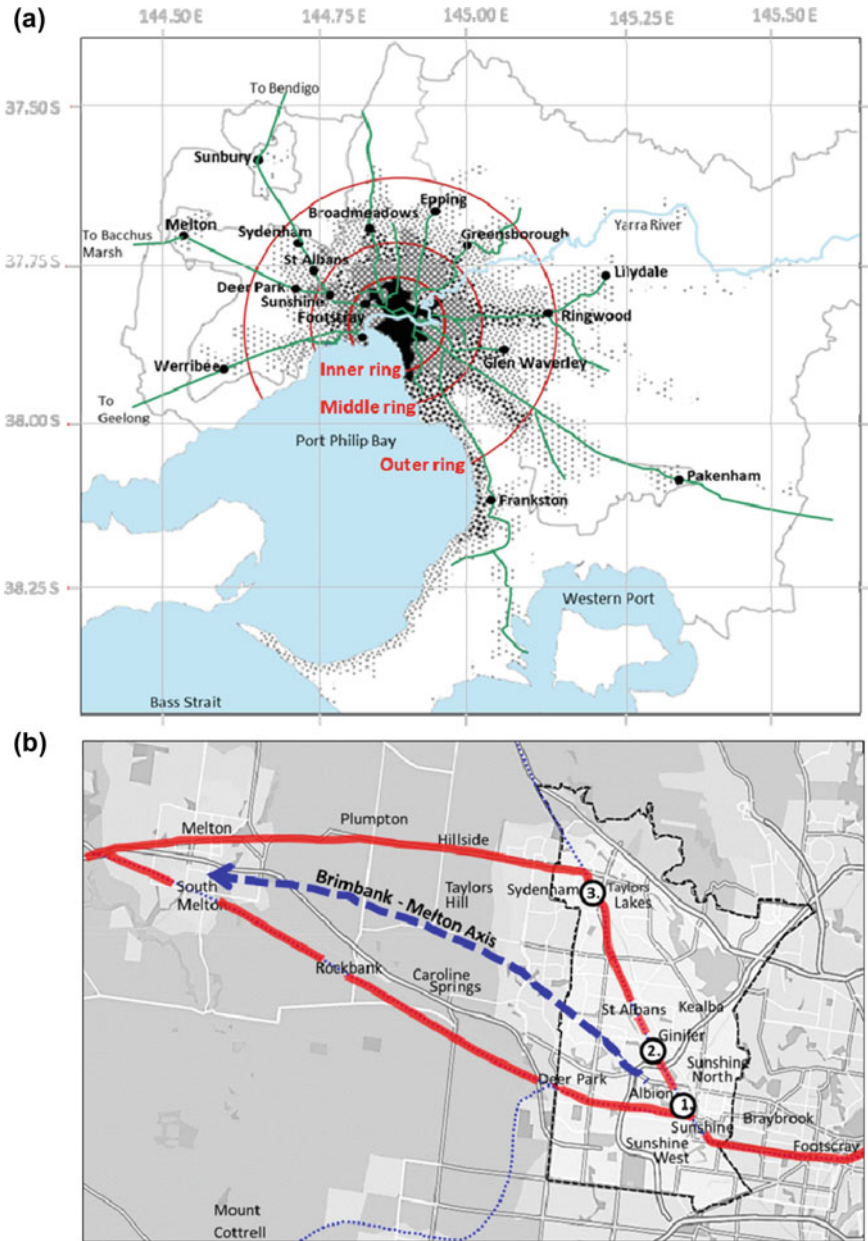 (a)
144.50 E 144.75 E 145.00 E 145.25 E 145.50 E
37.50 S
37.75 S
38.00 S
38.25 S
To Bendigo
Sunbury
Epping
Broadmeadows
Melton
Sydenham
Greensborough
Yarra River
To Bacchus
Marsh
St Albans
Deer Park
Sunshine
Footstray
Lilydale
Ringwood
Glen Waverley
Werribee
Inner ring
To
Geelong
Middle ring
Port Philip Bay
Outer ring
Pakenham
Frankston
Western Port
Bass Strait
(b)
Melton
Plumpton
Hillside
Taylors
Hill
Sydenham
3.
Taylors
Lakes
South
Melton
Brimbank - Melton Axis
Rockbank
Caroline
Springs
St Albans
Kealba
Ginifer
2.
Sunshine
North
Deer Park
Albion
1.
Sunshine
Braybrook
Sunshine
West
Footscray
Mount
Cottrell